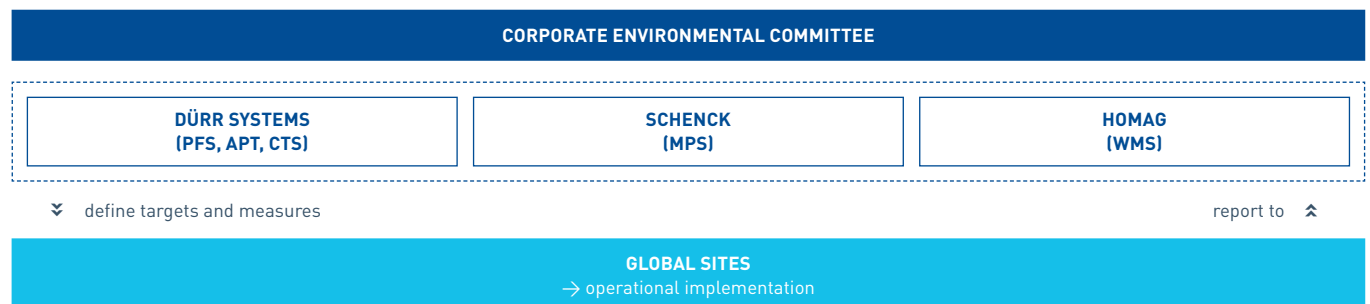 CORPORATE ENVIRONMENTAL COMMITTEE
DÜRR SYSTEMS
(PFS, APT, CTS)
SCHENCK
(MPS)
HOMAG
(WMS)
define targets and measures
report to
GLOBAL SITES
→ operational implementation